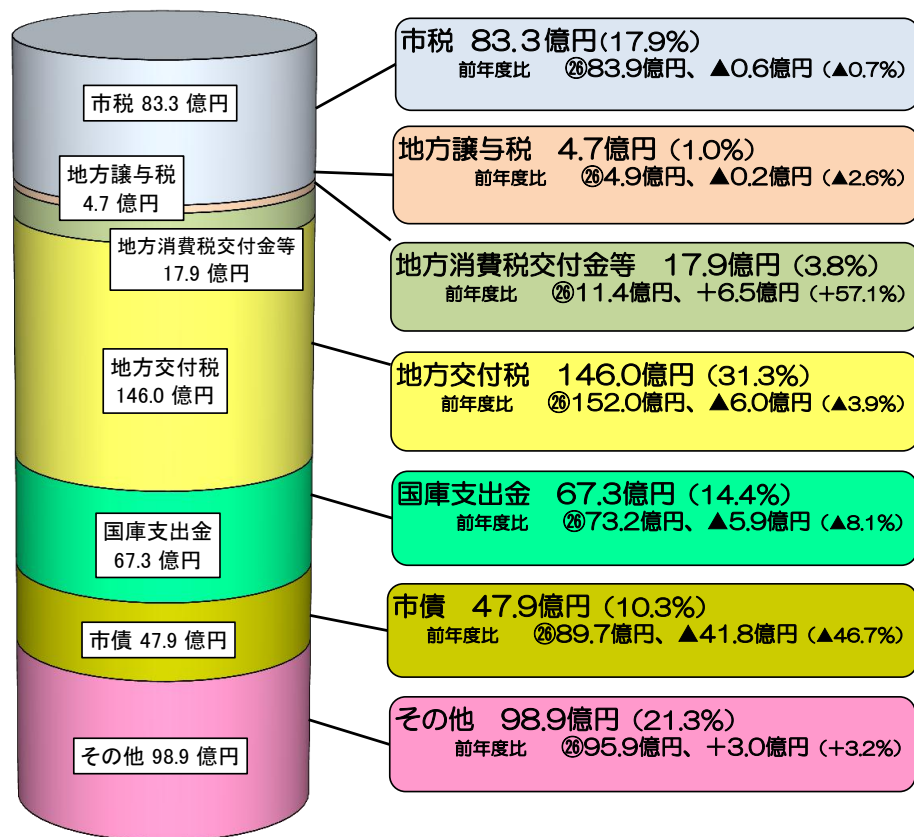 市税 83.3 億円
地方譲与税
4.7 億円
地方消費税交付金等
17.9 億円
地方交付税
146.0 億円
国庫支出金
67.3 億円
市債 47.9 億円
その他 98.9 億円
市税 83.3億円(17.9%)
前年度比 ㉖83.9億円、▲0.6億円 (▲0.7%)
地方譲与税 4.7億円 (1.0%)
前年度比 ㉖4.9億円、▲0.2億円 (▲2.6%)
地方消費税交付金等 17.9億円 (3.8%)
前年度比 ㉖11.4億円、+6.5億円 (+57.1%)
地方交付税 146.0億円 (31.3%)
前年度比 ㉖152.0億円、▲6.0億円 (▲3.9%)
国庫支出金 67.3億円 (14.4%)
前年度比 ㉖73.2億円、▲5.9億円 (▲8.1%)
市債 47.9億円 (10.3%)
前年度比 ㉖89.7億円、▲41.8億円 (▲46.7%)
その他 98.9億円 (21.3%)
前年度比 ㉖95.9億円、+3.0億円 (+3.2%)